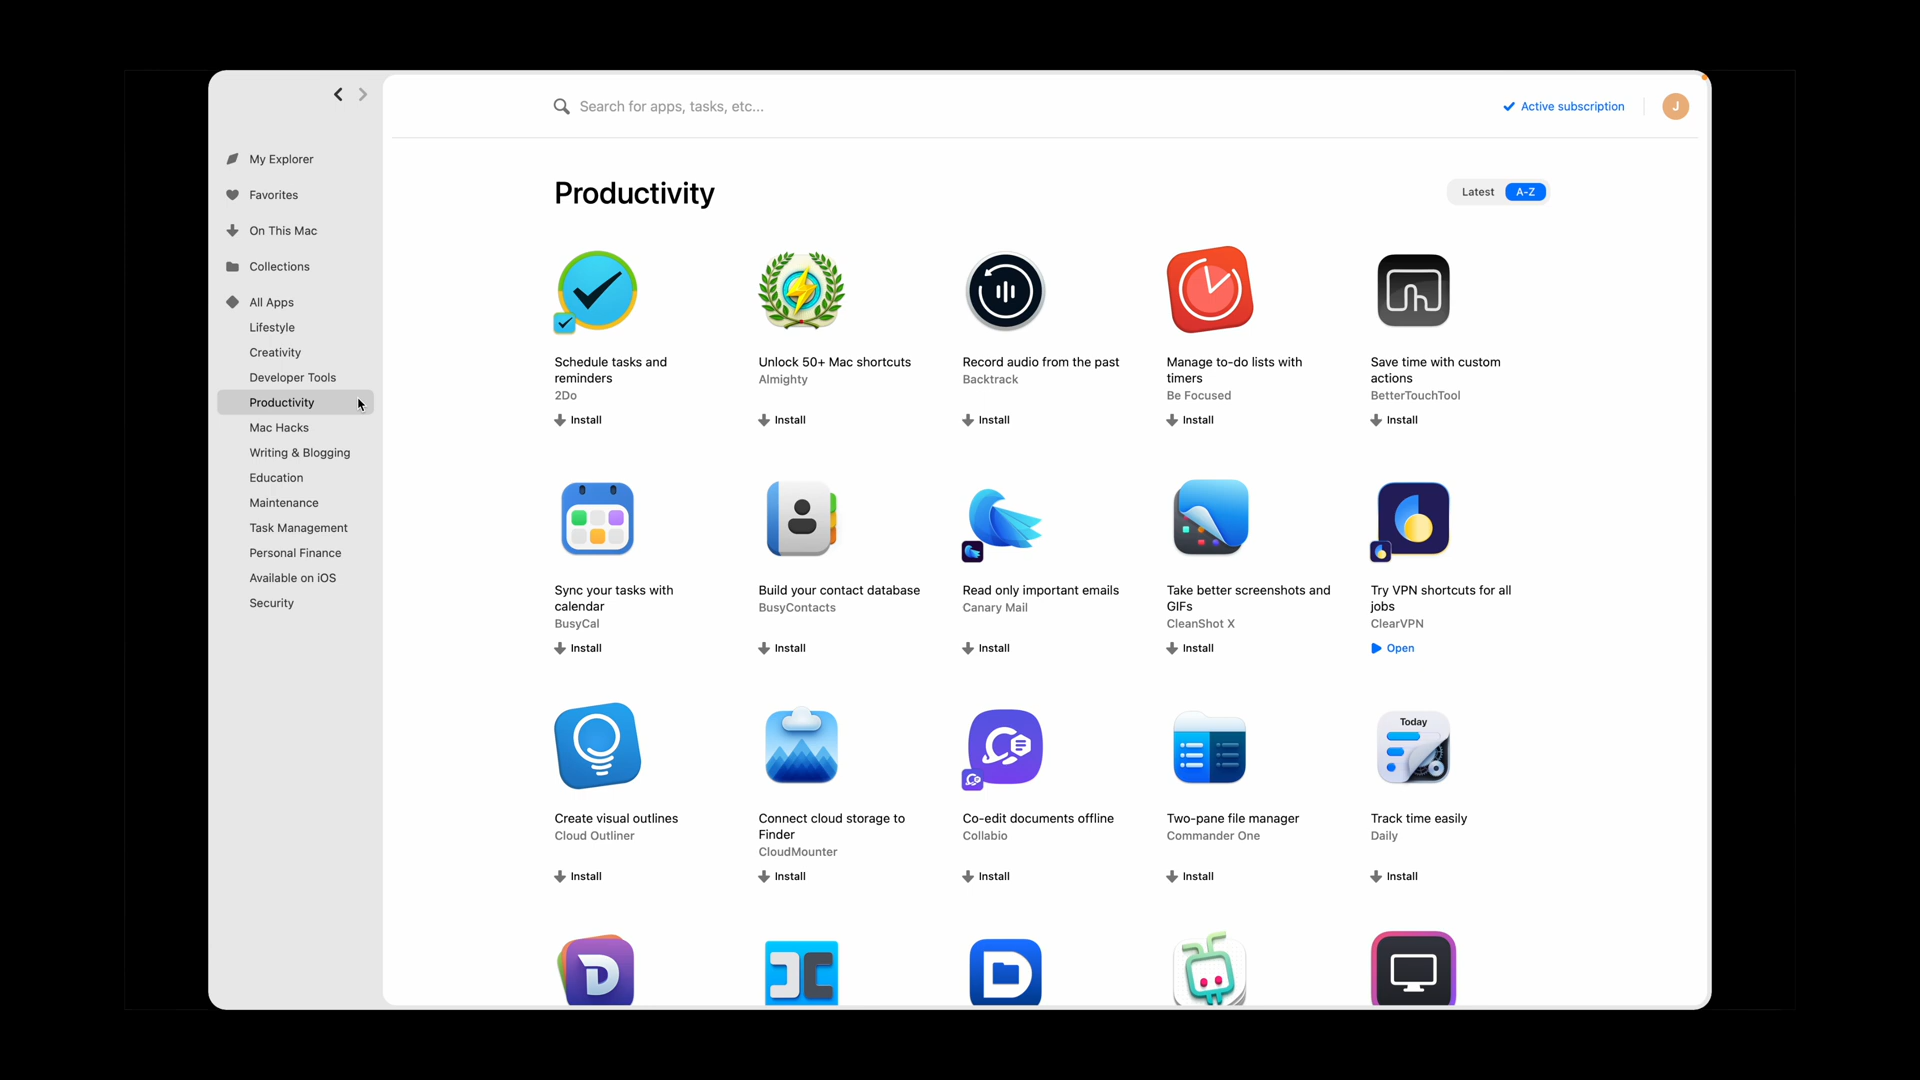 Search for apps, tasks, etc...
Active subscription
J
My Explorer
Favorites
On This Mac
Collections
All Apps
Lifestyle
Creativity
Developer Tools
Productivity
Mac Hacks
Writing & Blogging
Education
Maintenance
Task Management
Personal Finance
Available on iOS
Security
Productivity
Latest
A-Z
Schedule tasks and
reminders
2Do
Install
Unlock 50+ Mac shortcuts
Almighty
Install
Record audio from the past
Backtrack
Install
Manage to-do lists with
timers
Be Focused
Install
Save time with custom
actions
BetterTouchTool
Install
Sync your tasks with
calendar
BusyCal
Install
Build your contact database
BusyContacts
Install
Read only important emails
Canary Mail
Install
Take better screenshots and
GIFs
CleanShot X
Install
Try VPN shortcuts for all
jobs
ClearVPN
Open
Create visual outlines
Cloud Outliner
Install
Connect cloud storage to
Finder
CloudMounter
Install
Co-edit documents offline
Collabio
Install
Two-pane file manager
Commander One
Install
Today
Track time easily
Daily
Install